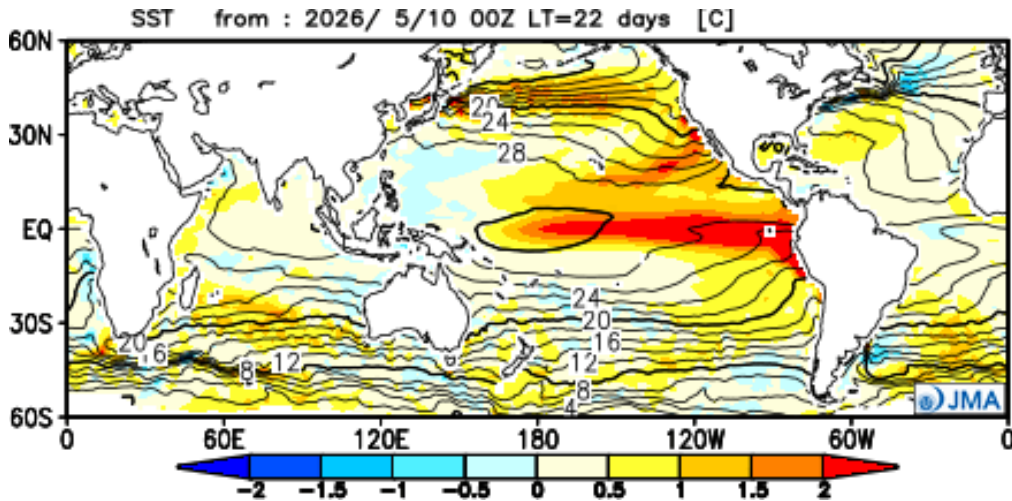 SST from : 2026/ 5/10 00Z LT=22 days [C]
60N
20
24
30N
28
EQ
24
30S
20
20
16
16
12
12
8
8
4
60S
JMA
0 60E 120E 180 120W 60W 0
-2 -1.5 -1 -0.5 0 0.5 1 1.5 2